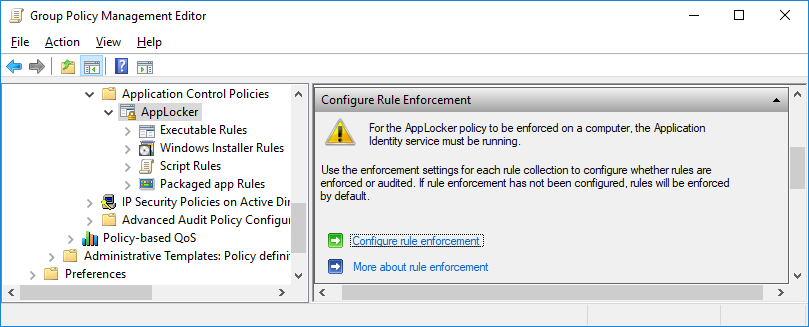 Group Policy Management Editor
File Action View Help
Application Control Policies
AppLocker
Executable Rules
Windows Installer Rules
Script Rules
Packaged app Rules
IP Security Policies on Active Dir
Advanced Audit Policy Configur
Policy-based QoS
Administrative Templates: Policy definit
Preferences
Configure Rule Enforcement
For the AppLocker policy to be enforced on a computer, the Application
Identity service must be running.
Use the enforcement settings for each rule collection to configure whether rules are
enforced or audited. If rule enforcement has not been configured, rules will be enforced
by default.
Configure rule enforcement
More about rule enforcement